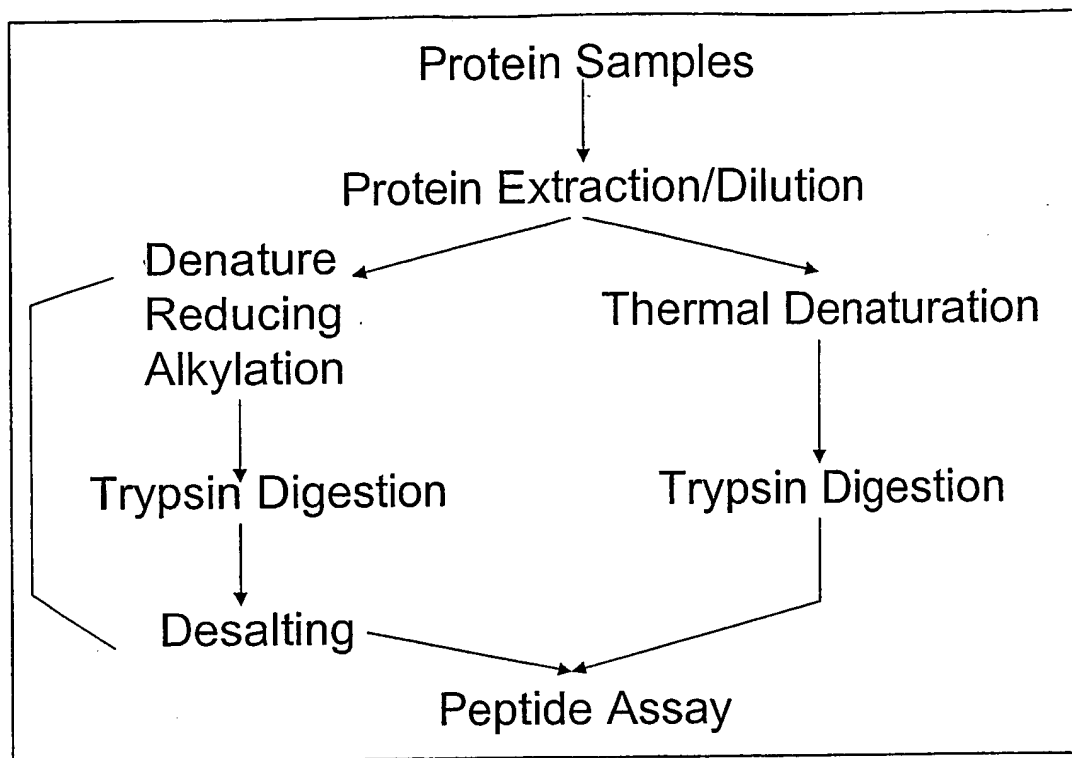 Protein Samples
Protein Extraction/Dilution
Denature
Reducing
Alkylation
Thermal Denaturation
Trypsin Digestion
Trypsin Digestion
Desalting
Peptide Assay